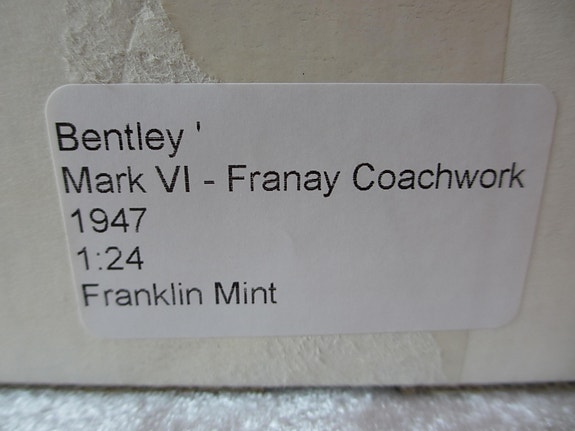 Bentley '
Mark VI - Franay Coachwork
1947
1:24
Franklin Mint